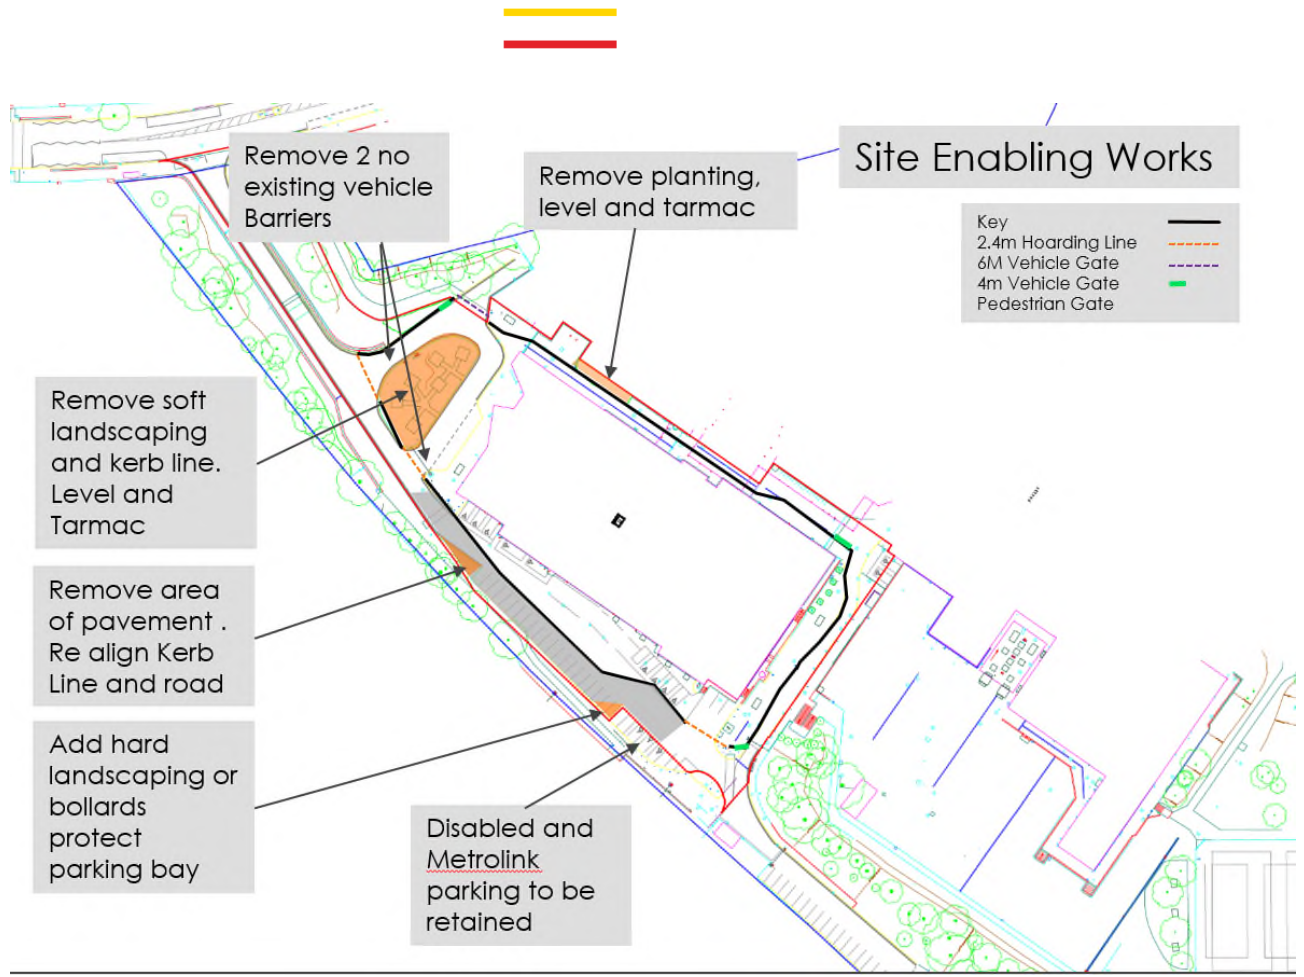 Site Enabling Works
Key
2.4m Hoarding Line
6M Vehicle Gate
4m Vehicle Gate
Pedestrian Gate
Remove 2 no
existing vehicle
Barriers
Remove planting,
level and tarmac
Remove soft
landscaping
and kerb line.
Level and
Tarmac
Remove area
of pavement .
Re align Kerb
Line and road
Add hard
landscaping or
bollards
protect
parking bay
Disabled and
Metrolink
parking to be
retained